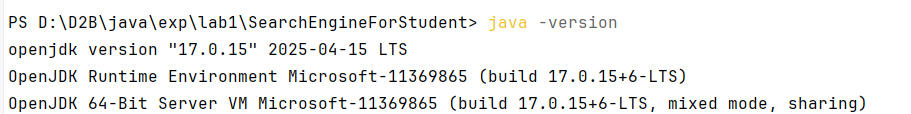 PS D:\D2B\java\exp\lab1\SearchEngineForStudent> java -version
openjdk version "17.0.15" 2025-04-15 LTS
OpenJDK Runtime Environment Microsoft-11369865 (build 17.0.15+6-LTS)
OpenJDK 64-Bit Server VM Microsoft-11369865 (build 17.0.15+6-LTS, mixed mode, sharing)